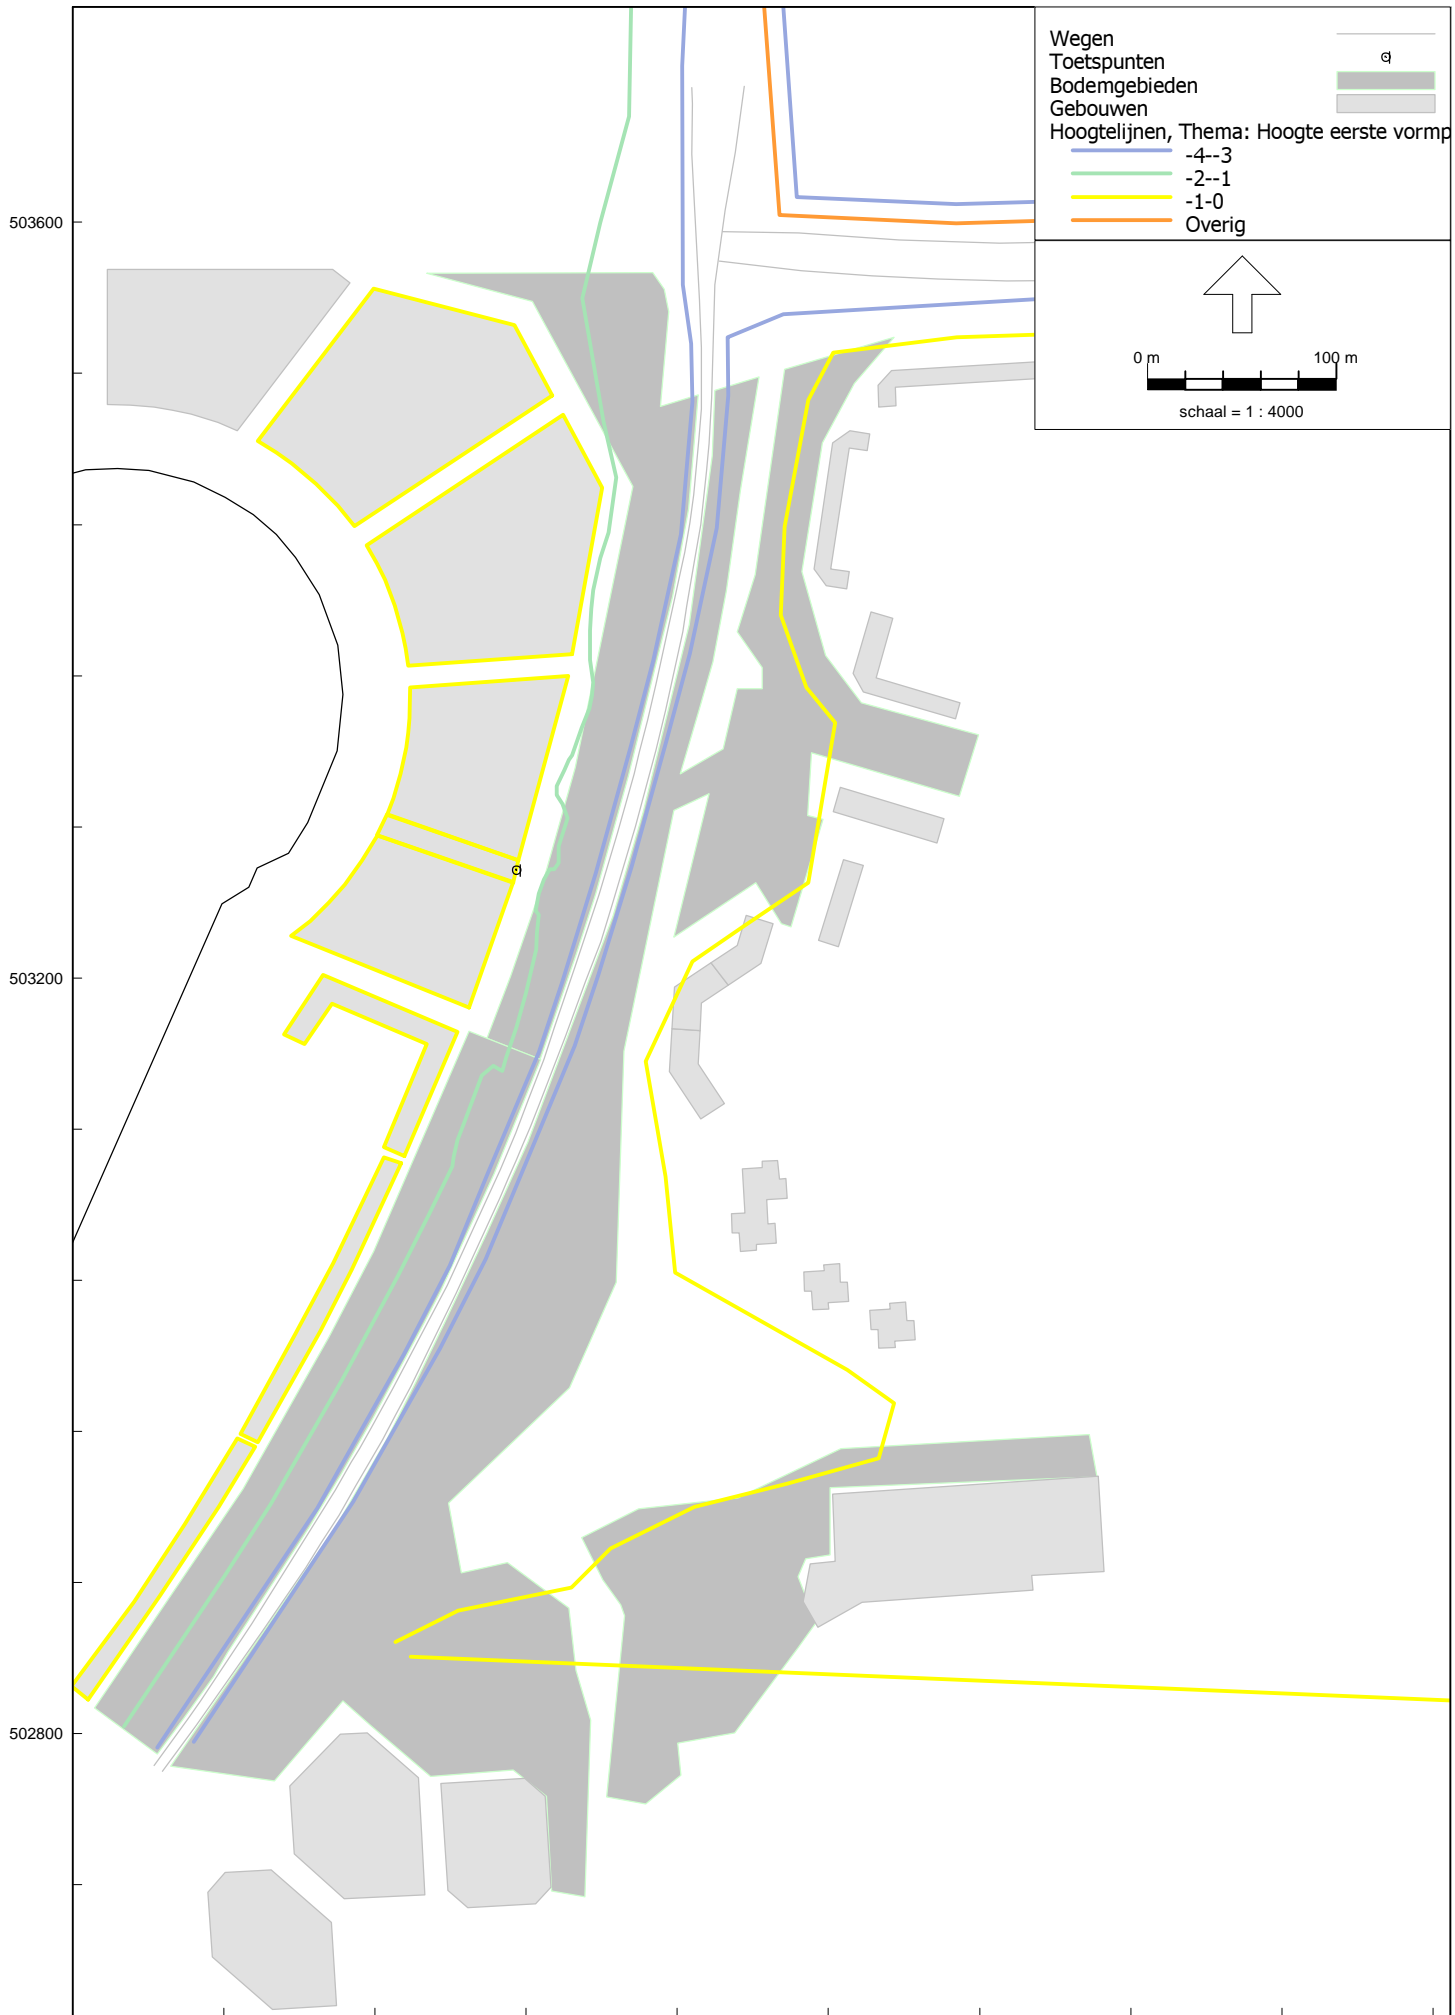 Wegen
Toetspunten
Bodemgebieden
Gebouwen
Hoogtelijnen, Thema: Hoogte eerste vormp
-4--3
-2--1
-1-0
Overig
503600
0 m 100 m
schaal = 1 : 4000
503200
502800